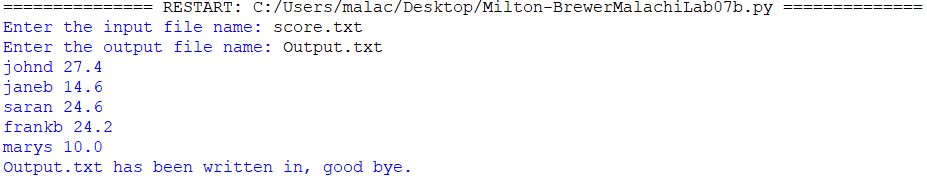 =============== RESTART: C:/Users/malac/Desktop/Milton-BrewerMalachiLab07b.py ==============
Enter the input file name: score.txt
Enter the output file name: Output.txt
johnd 27.4
janeb 14.6
saran 24.6
frankb 24.2
marys 10.0
Output.txt has been written in, good bye.